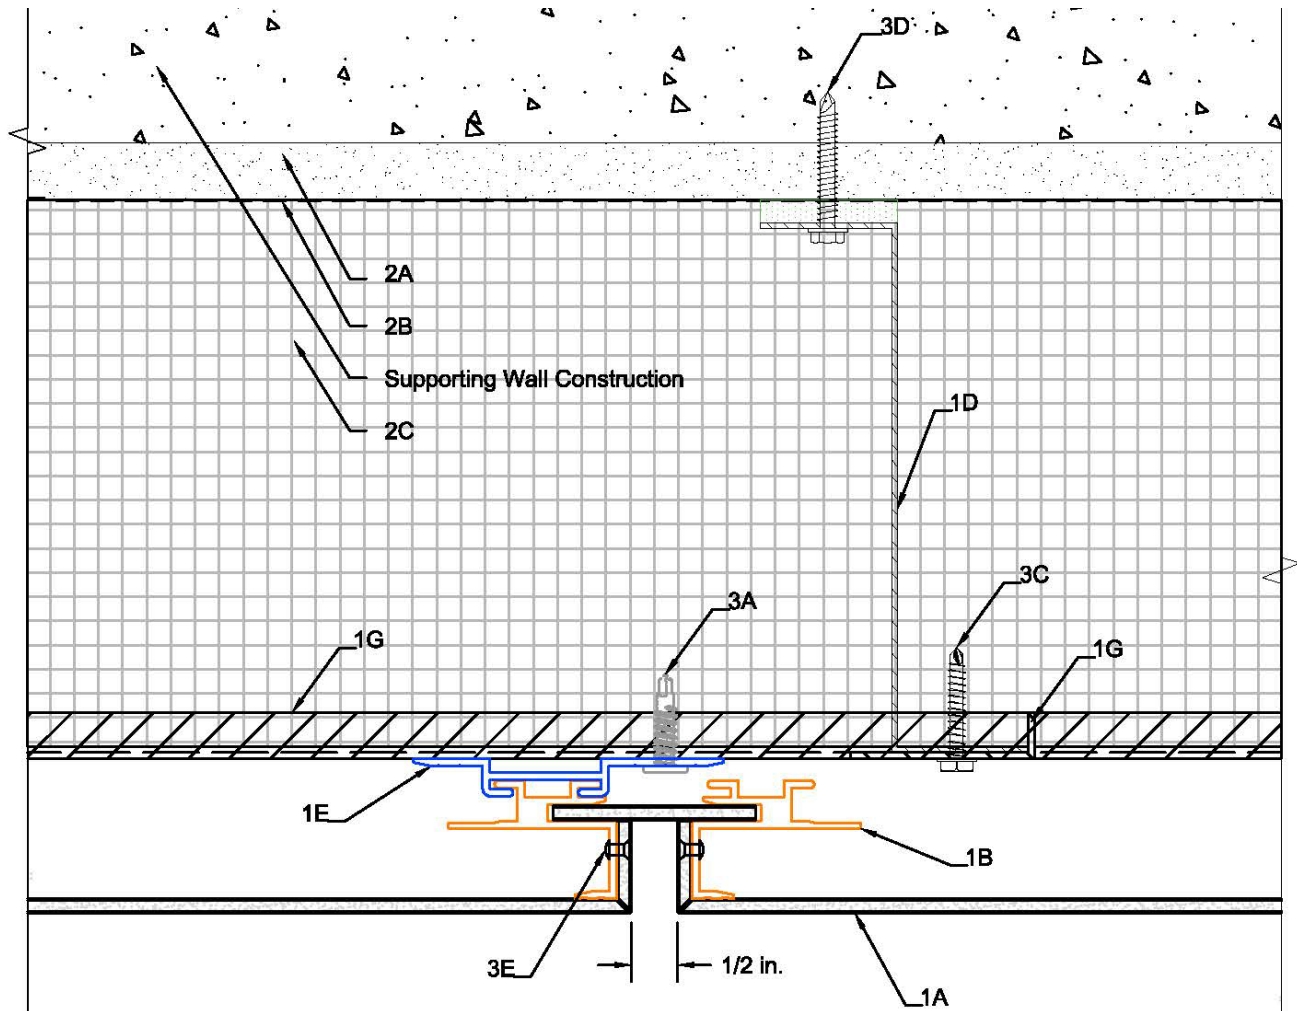 3D
2A
2B
Supporting Wall Construction
2C
1D
3C
3A
1G
1G
1E
1B
3E
1/2 in.
1A